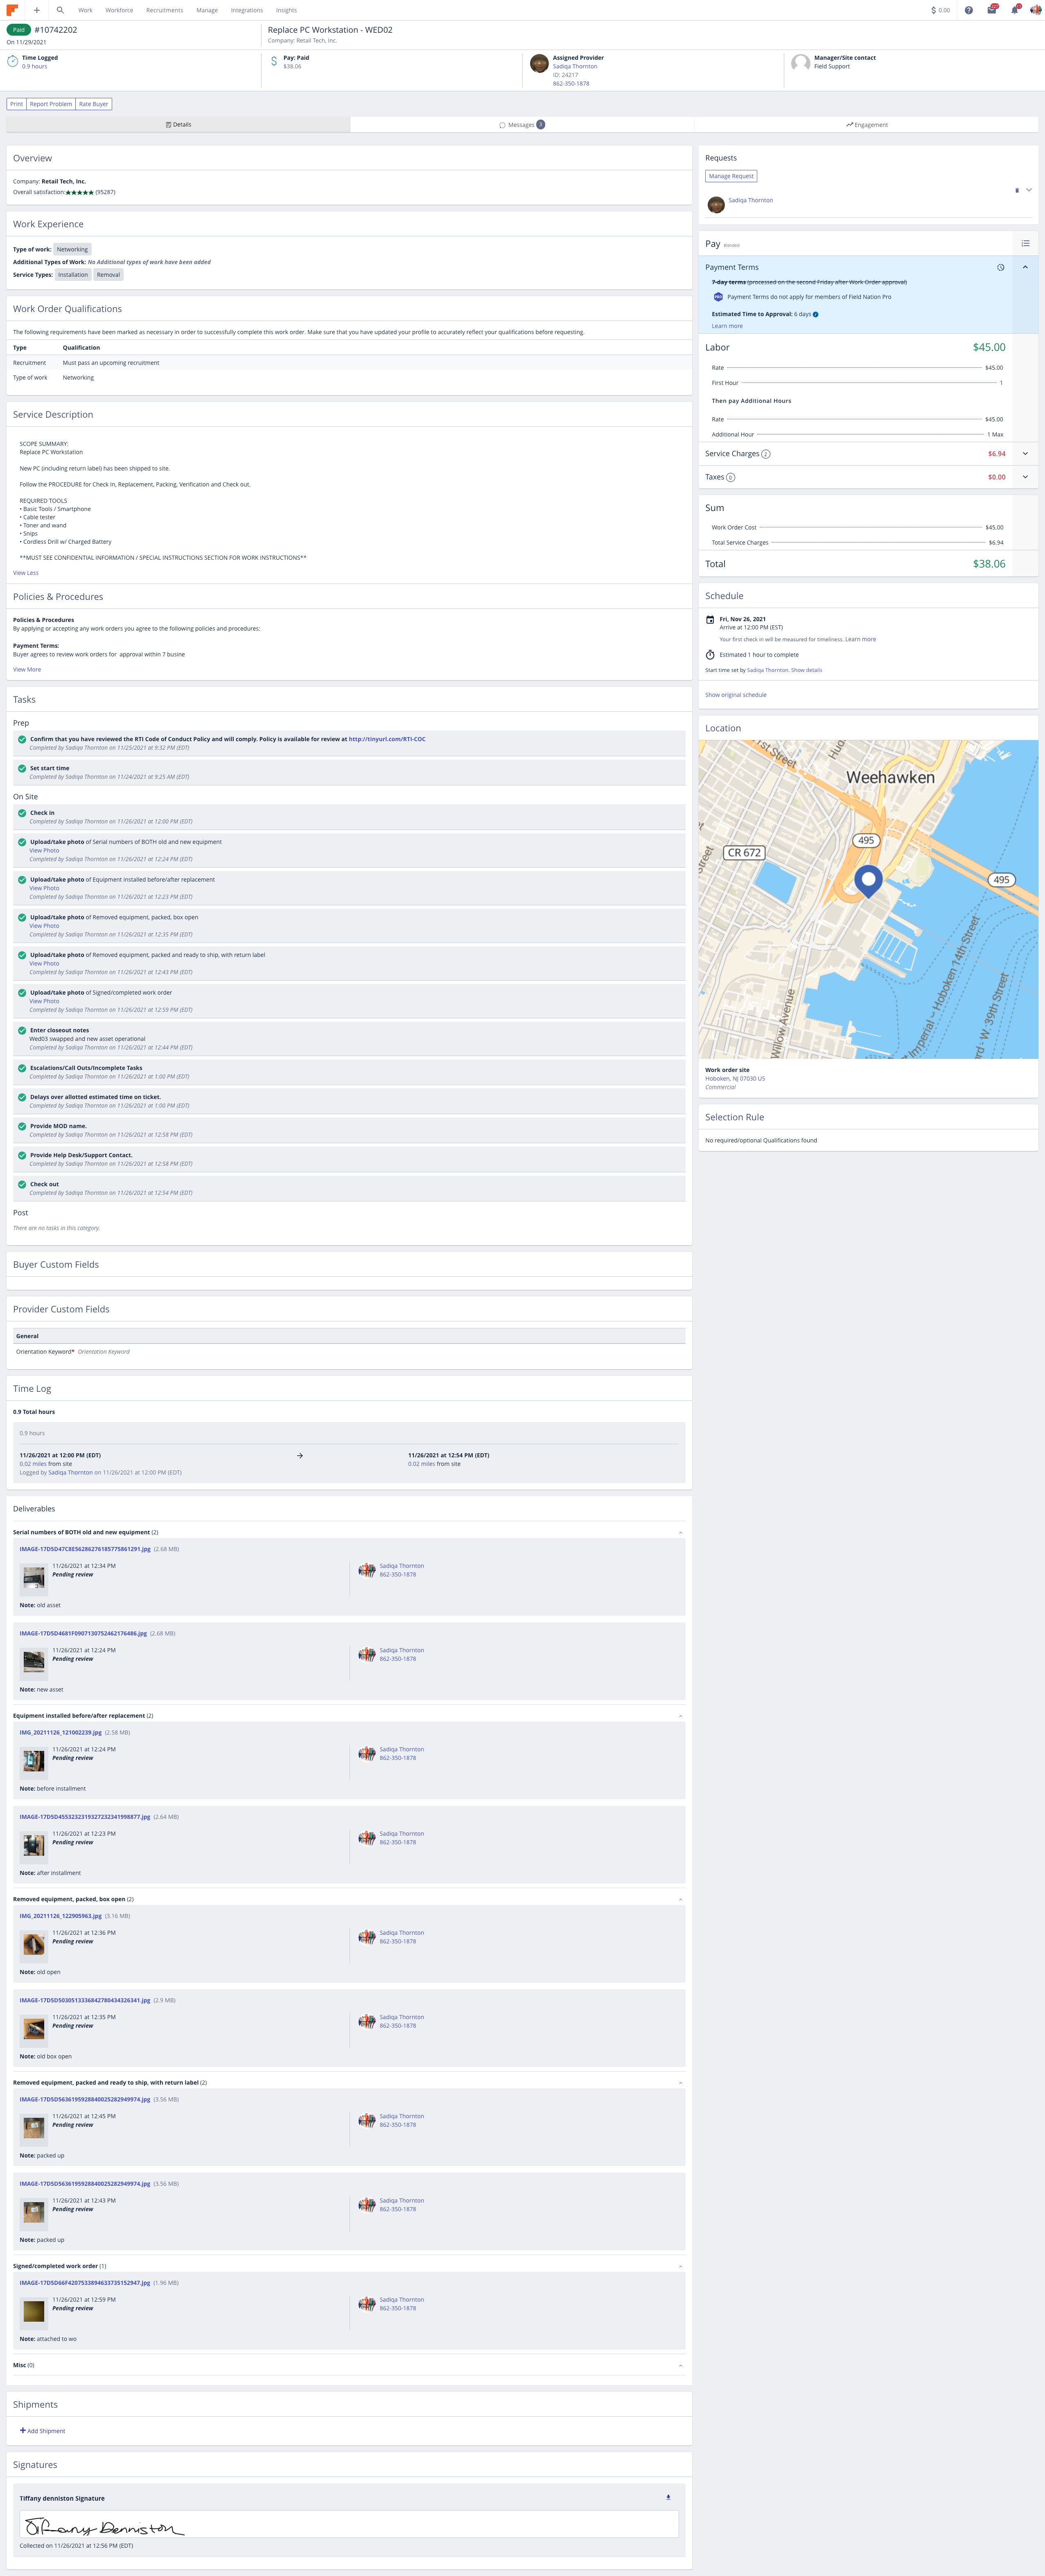 Work Workforce Recruitments Manage Integrations Insights $ 0.00
Paid #10742202
On 11/29/2021
Replace PC Workstation - WED02
Company: Retail Tech, Inc.
Time Logged
0.9 hours
Pay: Paid
$38.06
Assigned Provider
Sadiqa Thornton
ID: 24217
862-350-1878
Manager/Site contact
Field Support
Print Report Problem Rate Buyer
Details Messages Engagement
Overview
Company: Retail Tech, Inc.
Overall satisfaction: (95287)
Work Experience
Type of work: Networking
Additional Types of Work: No Additional types of work have been added
Service Types: Installation Removal
Work Order Qualifications
The following requirements have been marked as necessary in order to successfully complete this work order. Make sure that you have updated your profile to accurately reflect your qualifications before requesting.
Type Qualification
Recruitment Must pass an upcoming recruitment
Type of work Networking
Service Description
SCOPE SUMMARY:
Replace PC Workstation
New PC (including return label) has been shipped to site.
Follow the PROCEDURE for Check In, Replacement, Packing, Verification and Check out.
REQUIRED TOOLS
• Basic Tools / Smartphone
• Cable tester
• Toner and wand
• Snips
• Cordless Drill w/ Charged Battery
**MUST SEE CONFIDENTIAL INFORMATION / SPECIAL INSTRUCTIONS SECTION FOR WORK INSTRUCTIONS**
View Less
Policies & Procedures
Policies & Procedures
By applying or accepting any work orders you agree to the following policies and procedures:
Payment Terms:
Buyer agrees to review work orders for approval within 7 busine
View More
Tasks
Prep
Confirm that you have reviewed the RTI Code of Conduct Policy and will comply. Policy is available for review at http://tinyurl.com/RTI-COC
Completed by Sadiqa Thornton on 11/25/2021 at 9:32 PM (EDT)
Set start time
Completed by Sadiqa Thornton on 11/24/2021 at 9:25 AM (EDT)
On Site
Check in
Completed by Sadiqa Thornton on 11/26/2021 at 12:00 PM (EDT)
Upload/take photo of Serial numbers of BOTH old and new equipment
View Photo
Completed by Sadiqa Thornton on 11/26/2021 at 12:24 PM (EDT)
Upload/take photo of Equipment installed before/after replacement
View Photo
Completed by Sadiqa Thornton on 11/26/2021 at 12:23 PM (EDT)
Upload/take photo of Removed equipment, packed, box open
View Photo
Completed by Sadiqa Thornton on 11/26/2021 at 12:35 PM (EDT)
Upload/take photo of Removed equipment, packed and ready to ship, with return label
View Photo
Completed by Sadiqa Thornton on 11/26/2021 at 12:43 PM (EDT)
Upload/take photo of Signed/completed work order
View Photo
Completed by Sadiqa Thornton on 11/26/2021 at 12:59 PM (EDT)
Enter closeout notes
Wed03 swapped and new asset operational
Completed by Sadiqa Thornton on 11/26/2021 at 12:44 PM (EDT)
Escalations/Call Outs/Incomplete Tasks
Completed by Sadiqa Thornton on 11/26/2021 at 1:00 PM (EDT)
Delays over allotted estimated time on ticket.
Completed by Sadiqa Thornton on 11/26/2021 at 1:00 PM (EDT)
Provide MOD name.
Completed by Sadiqa Thornton on 11/26/2021 at 12:58 PM (EDT)
Provide Help Desk/Support Contact.
Completed by Sadiqa Thornton on 11/26/2021 at 12:58 PM (EDT)
Check out
Completed by Sadiqa Thornton on 11/26/2021 at 12:54 PM (EDT)
Post
There are no tasks in this category.
Buyer Custom Fields
Provider Custom Fields
General
Orientation Keyword* Orientation Keyword
Time Log
0.9 Total hours
0.9 hours
11/26/2021 at 12:00 PM (EDT) 11/26/2021 at 12:54 PM (EDT)
0.02 miles from site 0.02 miles from site
Logged by Sadiqa Thornton on 11/26/2021 at 12:00 PM (EDT)
Deliverables
Serial numbers of BOTH old and new equipment (2)
IMAGE-17D5D47C8E56286276185775861291.jpg (2.68 MB)
11/26/2021 at 12:34 PM Sadiqa Thornton
Pending review 862-350-1878
Note: old asset
IMAGE-17D5D4681F0907130752462176486.jpg (2.68 MB)
11/26/2021 at 12:24 PM Sadiqa Thornton
Pending review 862-350-1878
Note: new asset
Equipment installed before/after replacement (2)
IMG_20211126_121002239.jpg (2.58 MB)
11/26/2021 at 12:24 PM Sadiqa Thornton
Pending review 862-350-1878
Note: before installment
IMAGE-17D5D4553232319327232341998877.jpg (2.64 MB)
11/26/2021 at 12:23 PM Sadiqa Thornton
Pending review 862-350-1878
Note: after installment
Removed equipment, packed, box open (2)
IMG_20211126_122905963.jpg (3.16 MB)
11/26/2021 at 12:36 PM Sadiqa Thornton
Pending review 862-350-1878
Note: old open
IMAGE-17D5D50305133368427804343263​41.jpg (2.9 MB)
11/26/2021 at 12:35 PM Sadiqa Thornton
Pending review 862-350-1878
Note: old box open
Removed equipment, packed and ready to ship, with return label (2)
IMAGE-17D5D56361959288400252829499​74.jpg (3.56 MB)
11/26/2021 at 12:45 PM Sadiqa Thornton
Pending review 862-350-1878
Note: packed up
IMAGE-17D5D56361959288400252829499​74.jpg (3.56 MB)
11/26/2021 at 12:43 PM Sadiqa Thornton
Pending review 862-350-1878
Note: packed up
Signed/completed work order (1)
IMAGE-17D5D66F4207533894633735152947.jpg (1.96 MB)
11/26/2021 at 12:59 PM Sadiqa Thornton
Pending review 862-350-1878
Note: attached to wo
Misc (0)
Shipments
Add Shipment
Signatures
Tiffany denniston Signature
Tiffany Denniston
Collected on 11/26/2021 at 12:56 PM (EDT)
Requests
Manage Request
Sadiqa Thornton
Pay Blended
Payment Terms
7-day terms (processed on the second Friday after Work Order approval)
PRO Payment Terms do not apply for members of Field Nation Pro
Estimated Time to Approval: 6 days
Learn more
Labor $45.00
Rate $45.00
First Hour 1
Then pay Additional Hours
Rate $45.00
Additional Hour 1 Max
Service Charges 2 $6.94
Taxes 0 $0.00
Sum
Work Order Cost $45.00
Total Service Charges $6.94
Total $38.06
Schedule
Fri, Nov 26, 2021
Arrive at 12:00 PM (EST)
Your first check in will be measured for timeliness. Learn more
Estimated 1 hour to complete
Start time set by Sadiqa Thornton. Show details
Show original schedule
Location
Weehawken
495
CR 672
495
Willow Avenue
Imperial — Hoboken 14th Street
ard - W. 39th Street
Work order site
Hoboken, NJ 07030 US
Commercial
Selection Rule
No required/optional Qualifications found